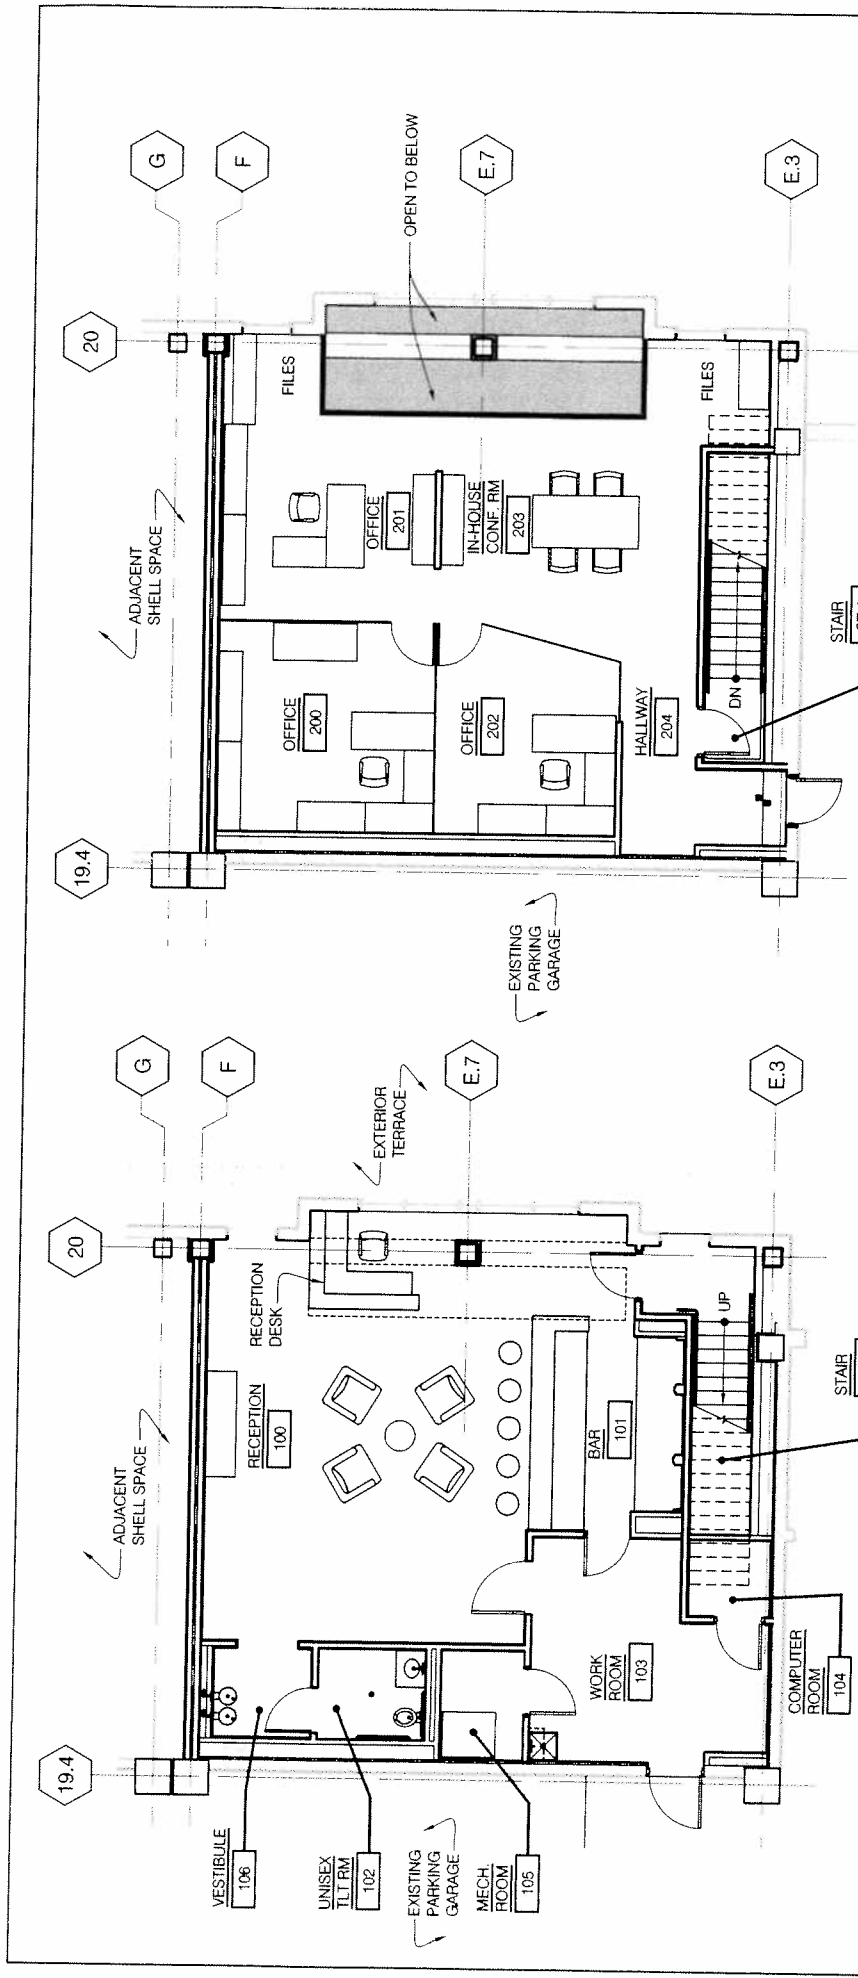 G
F
E.7
E.3
20
19.4
ADJACENT
SHELL SPACE
OPEN TO BELOW
FILES
FILES
OFFICE
201
IN-HOUSE
CONF. RM
203
OFFICE
200
OFFICE
202
HALLWAY
204
DN
STAIR
EXISTING
PARKING
GARAGE
G
F
E.7
E.3
20
19.4
ADJACENT
SHELL SPACE
EXTERIOR
TERRACE
RECEPTION
DESK
RECEPTION
100
BAR
101
UP
STAIR
WORK
ROOM
103
COMPUTER
ROOM
104
VESTIBULE
106
UNISEX
TLT RM
102
EXISTING
PARKING
GARAGE
MECH.
ROOM
105